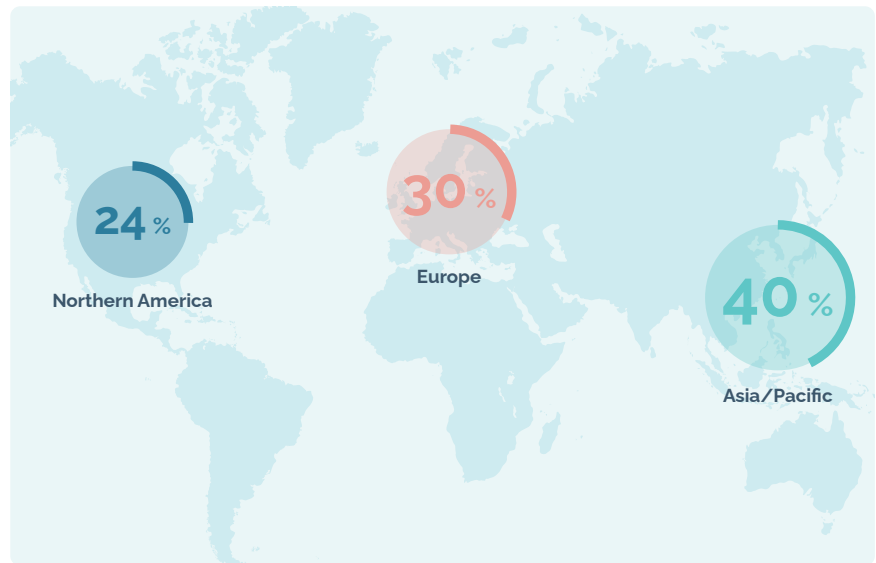 24 %
Northern America
30 %
Europe
40 %
Asia/Pacific